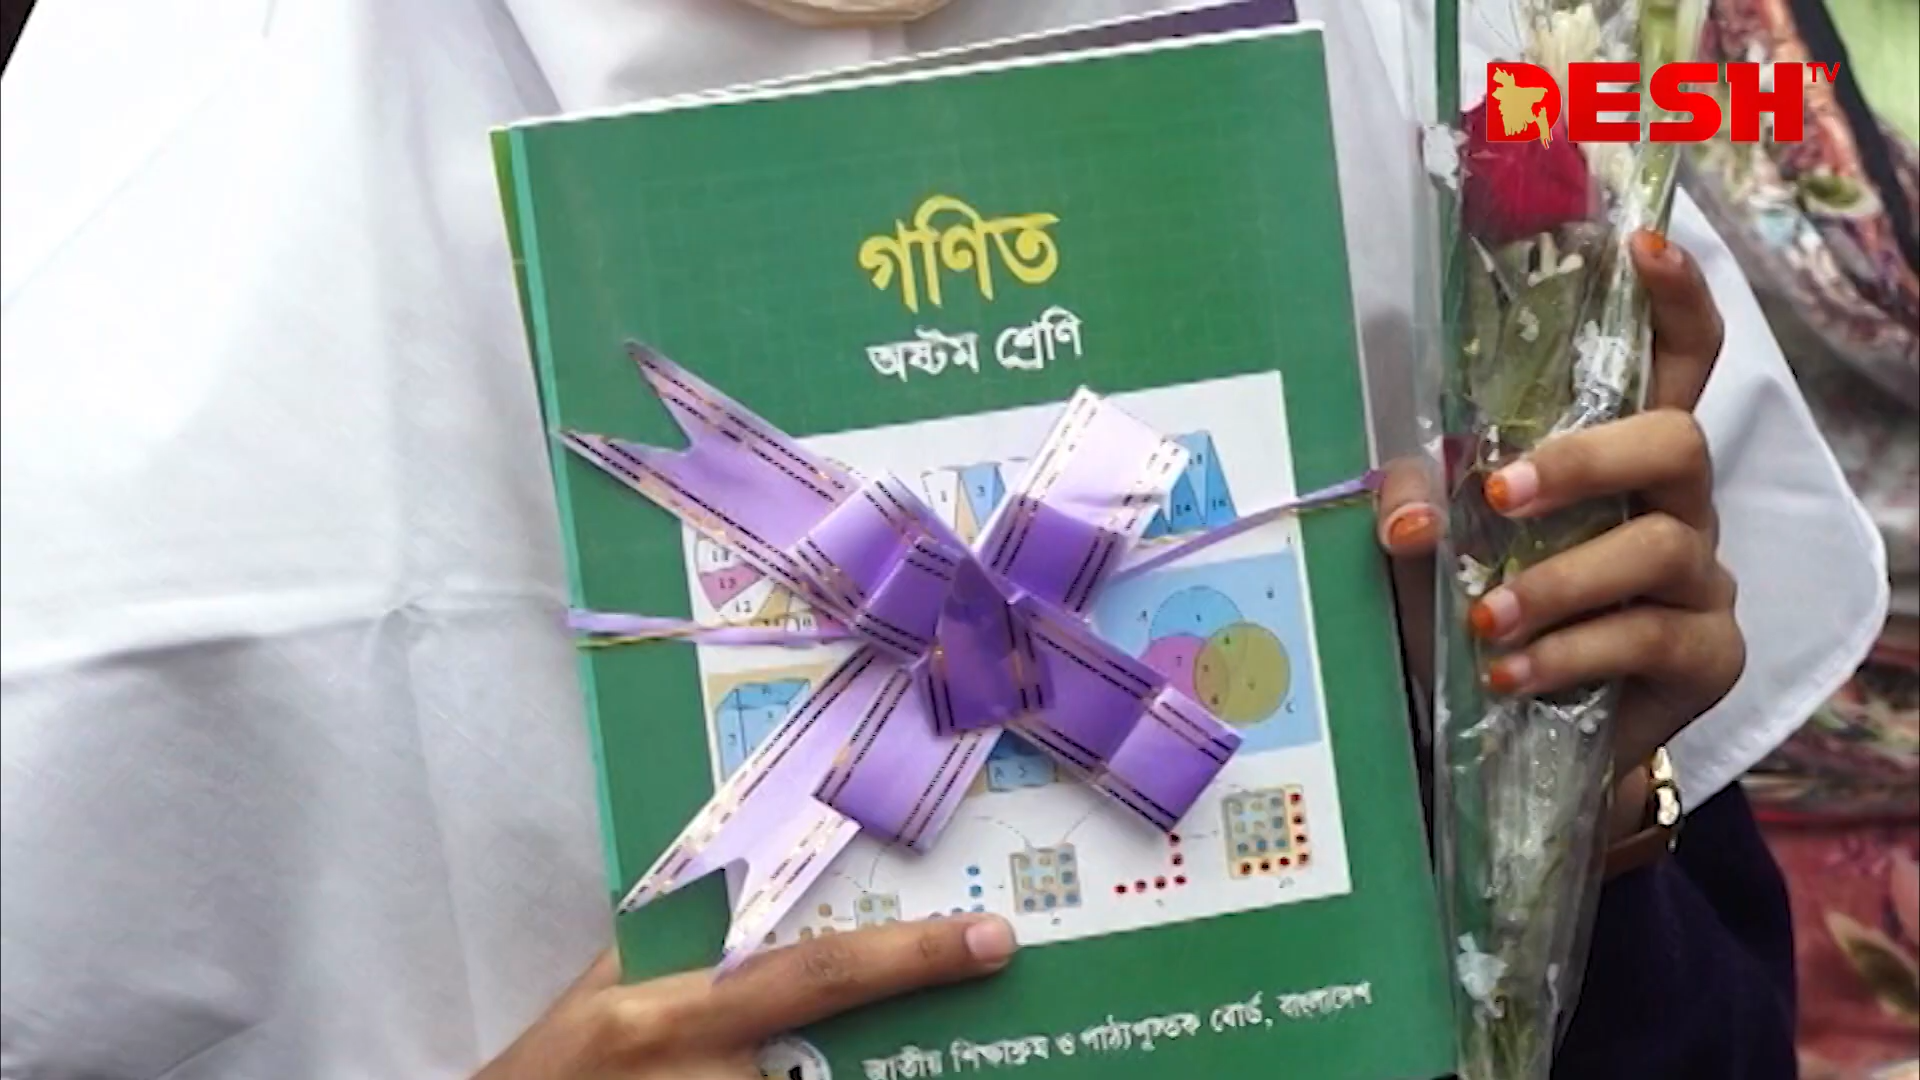 DESH TV
গণিত
অষ্টম শ্রেণি
জাতীয় শিক্ষাক্রম ও পাঠ্যপুস্তক বোর্ড, বাংলাদেশ